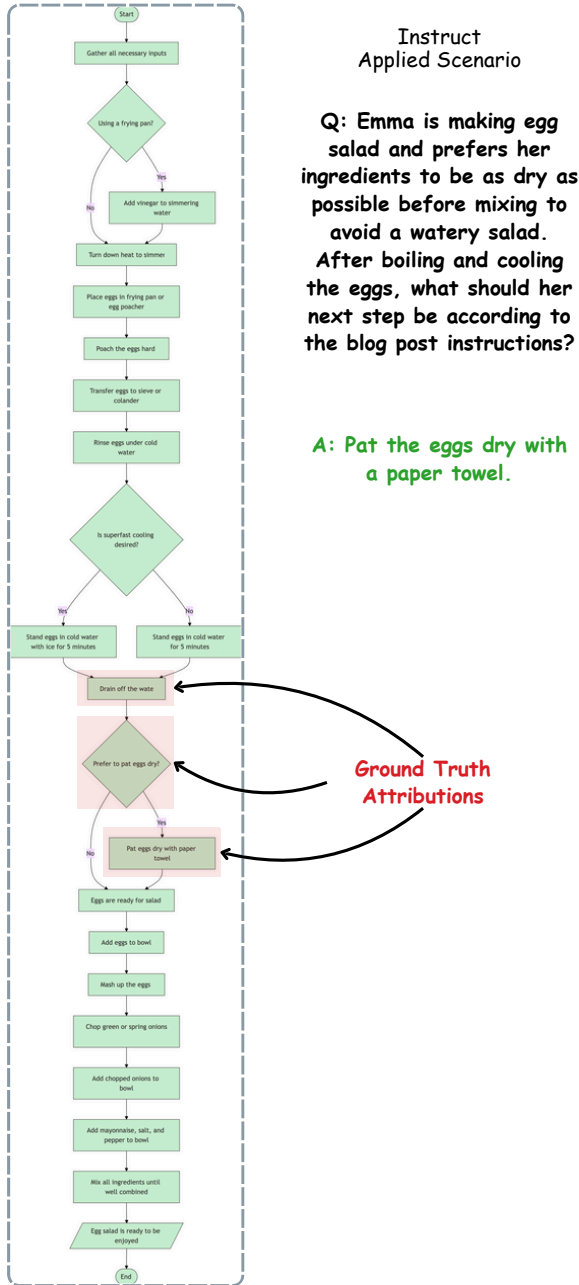 Start
Gather all necessary inputs
Using a frying pan?
Yes
No
Add vinegar to simmering
water
Turn down heat to simmer
Place eggs in frying pan or
egg poacher
Poach the eggs hard
Transfer eggs to sieve or
colander
Rinse eggs under cold
water
Is superfast cooling
desired?
Yes
No
Stand eggs in cold water
with ice for 5 minutes
Stand eggs in cold water
for 5 minutes
Drain off the wate
Prefer to pat eggs dry?
Yes
No
Pat eggs dry with paper
towel
Eggs are ready for salad
Add eggs to bowl
Mash up the eggs
Chop green or spring onions
Add chopped onions to
bowl
Add mayonnaise, salt, and
pepper to bowl
Mix all ingredients until
well combined
Egg salad is ready to be
enjoyed
End
Instruct
Applied Scenario
Q: Emma is making egg
salad and prefers her
ingredients to be as dry as
possible before mixing to
avoid a watery salad.
After boiling and cooling
the eggs, what should her
next step be according to
the blog post instructions?
A: Pat the eggs dry with
a paper towel.
Ground Truth
Attributions